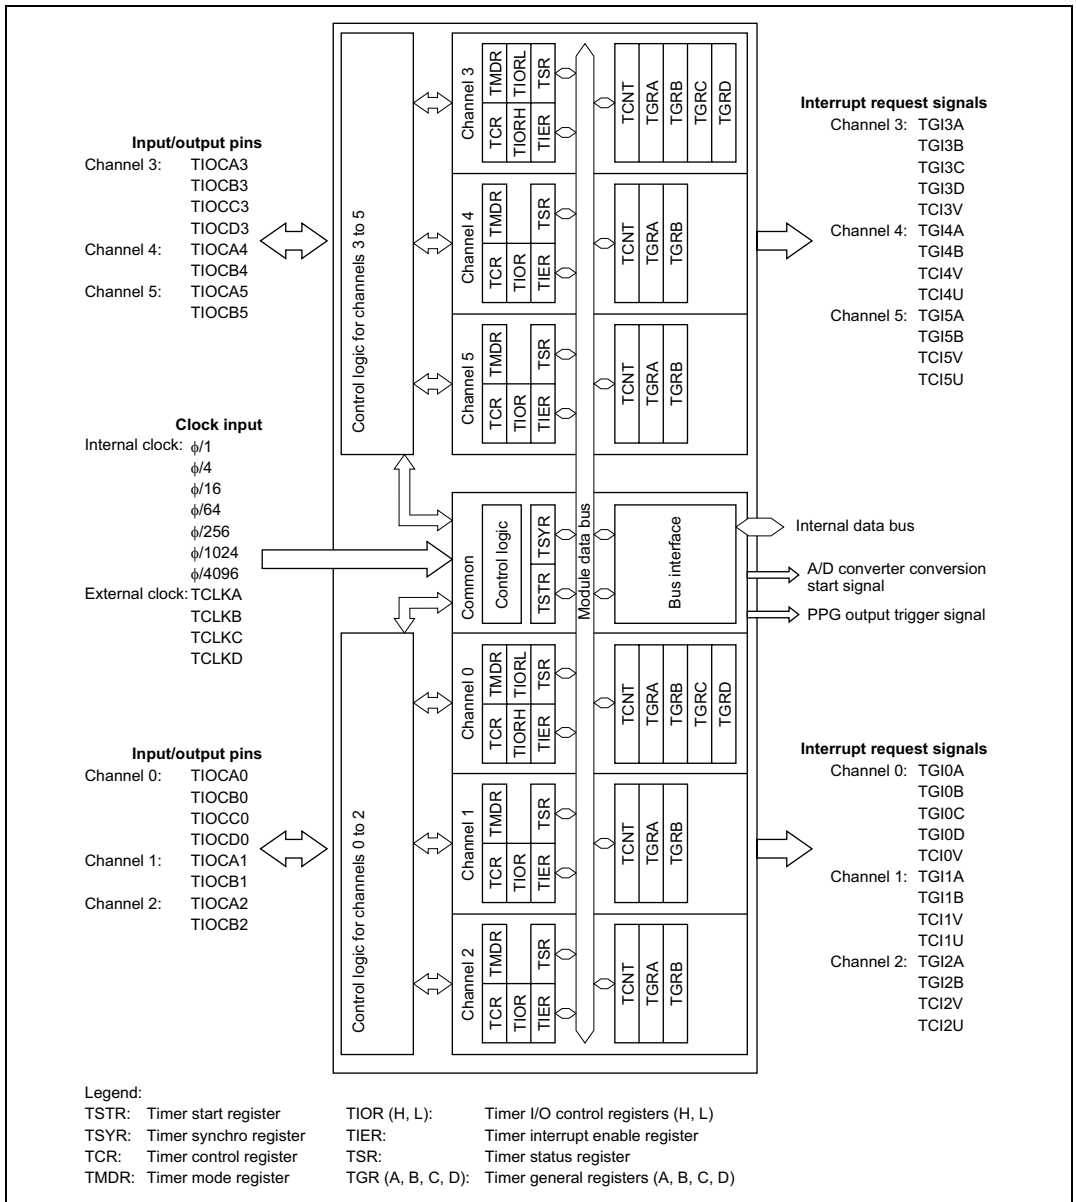 Input/output pins
Channel 3: TIOCA3
TIOCB3
TIOCC3
TIOCD3
Channel 4: TIOCA4
TIOCB4
Channel 5: TIOCA5
TIOCB5
Clock input
Internal clock: ϕ/1
ϕ/4
ϕ/16
ϕ/64
ϕ/256
ϕ/1024
ϕ/4096
External clock: TCLKA
TCLKB
TCLKC
TCLKD
Input/output pins
Channel 0: TIOCA0
TIOCB0
TIOCC0
TIOCD0
Channel 1: TIOCA1
TIOCB1
Channel 2: TIOCA2
TIOCB2
Control logic for channels 3 to 5
Control logic for channels 0 to 2
Channel 3
TCR TMDR
TIORH TIORL
TIER TSR
TCNT
TGRA
TGRB
TGRC
TGRD
Channel 4
TCR TMDR
TIOR
TIER TSR
TCNT
TGRA
TGRB
Channel 5
TCR TMDR
TIOR
TIER TSR
TCNT
TGRA
TGRB
Common
Control logic
TSTR TSYR
Module data bus
Bus interface
Channel 0
TCR TMDR
TIORH TIORL
TIER TSR
TCNT
TGRA
TGRB
TGRC
TGRD
Channel 1
TCR TMDR
TIOR
TIER TSR
TCNT
TGRA
TGRB
Channel 2
TCR TMDR
TIOR
TIER TSR
TCNT
TGRA
TGRB
Interrupt request signals
Channel 3: TGI3A
TGI3B
TGI3C
TGI3D
TCI3V
Channel 4: TGI4A
TGI4B
TCI4V
TCI4U
Channel 5: TGI5A
TGI5B
TCI5V
TCI5U
Internal data bus
A/D converter conversion
start signal
PPG output trigger signal
Interrupt request signals
Channel 0: TGI0A
TGI0B
TGI0C
TGI0D
TCI0V
Channel 1: TGI1A
TGI1B
TCI1V
TCI1U
Channel 2: TGI2A
TGI2B
TCI2V
TCI2U
Legend:
TSTR: Timer start register TIOR (H, L): Timer I/O control registers (H, L)
TSYR: Timer synchro register TIER: Timer interrupt enable register
TCR: Timer control register TSR: Timer status register
TMDR: Timer mode register TGR (A, B, C, D): Timer general registers (A, B, C, D)